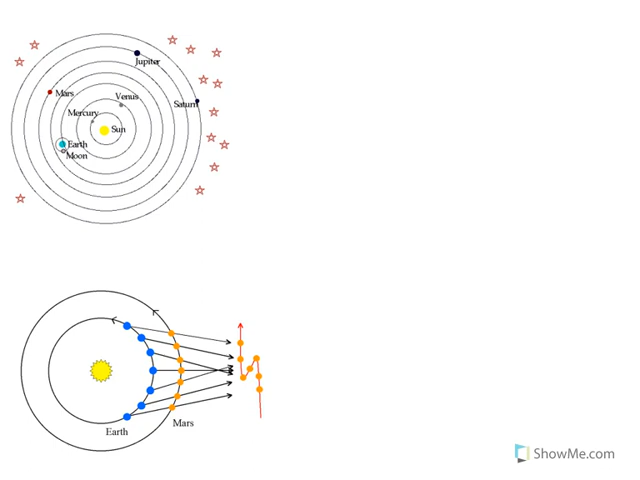 Jupiter
Mars
Venus
Saturn
Mercury
Sun
Earth
Moon
Earth
Mars
ShowMe.com